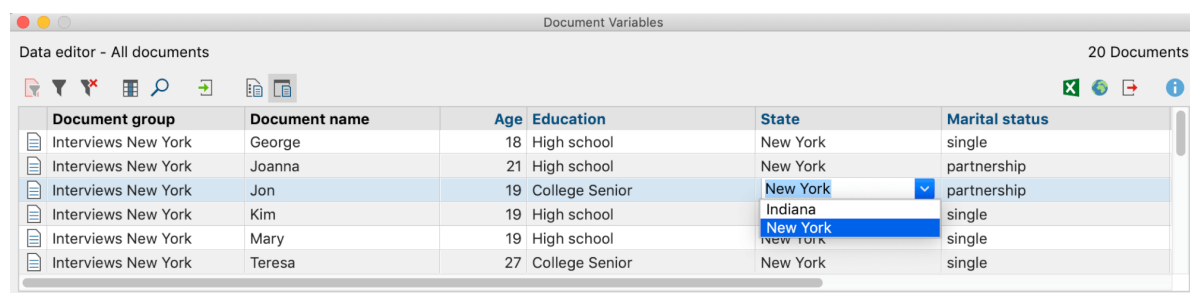 Document Variables
Data editor - All documents 20 Documents
Document group Document name Age Education State Marital status
Interviews New York George 18 High school New York single
Interviews New York Joanna 21 High school New York partnership
Interviews New York Jon 19 College Senior New York partnership
Interviews New York Kim 19 High school Indiana single
Interviews New York Mary 19 High school New York single
New York
Interviews New York Teresa 27 College Senior New York single